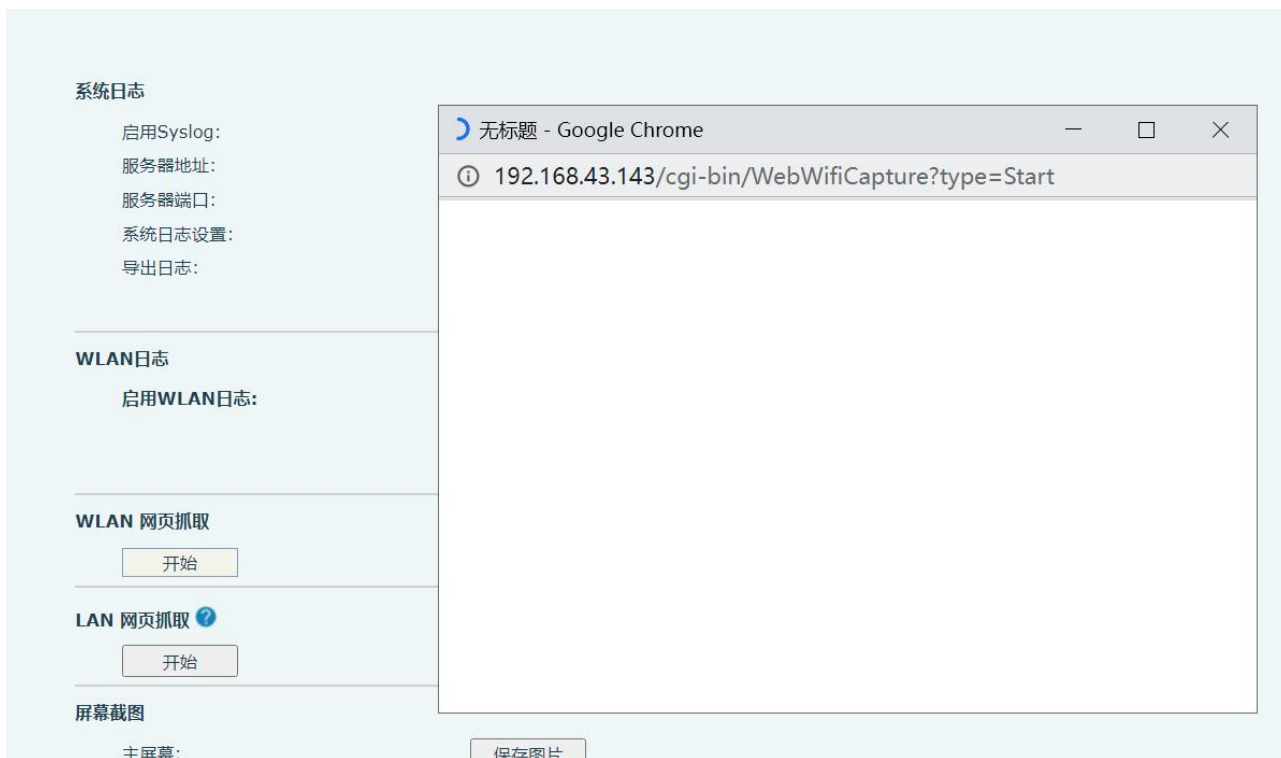 系统日志
启用Syslog:
服务器地址:
服务器端口:
系统日志设置:
导出日志:
无标题 - Google Chrome
192.168.43.143/cgi-bin/WebWifiCapture?type=Start
WLAN日志
启用WLAN日志:
WLAN 网页抓取
开始
LAN 网页抓取 ?
开始
屏幕截图
主屏幕:
保存图片